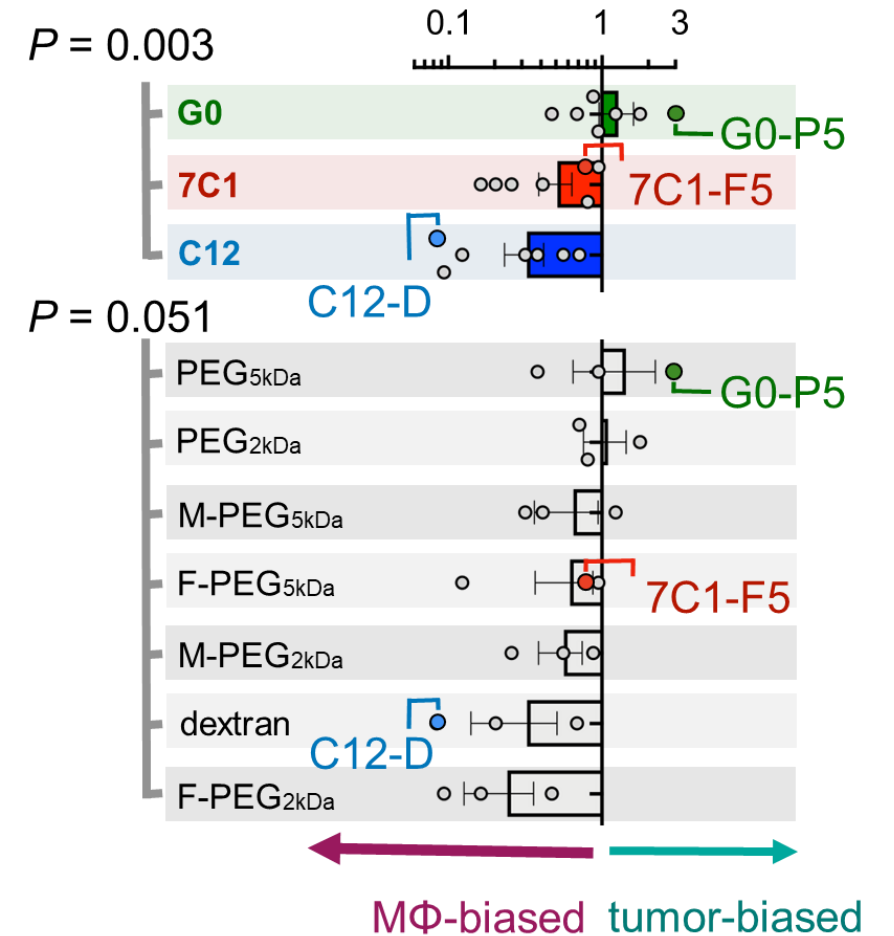 0.1 1 3
P = 0.003
G0
G0-P5
7C1
7C1-F5
C12
C12-D
P = 0.051
PEG5kDa
G0-P5
PEG2kDa
M-PEG5kDa
F-PEG5kDa
7C1-F5
M-PEG2kDa
dextran
C12-D
F-PEG2kDa
MΦ-biased tumor-biased